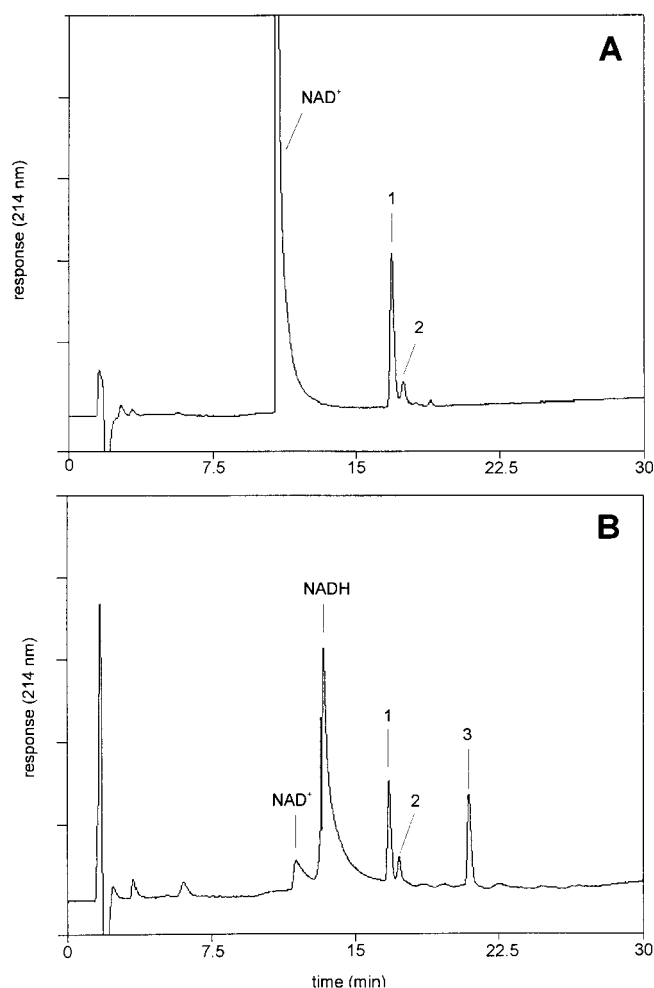 A
NAD⁺
1
2
response (214 nm)
0 7.5 15 22.5 30
B
NADH
1
3
NAD⁺
2
response (214 nm)
0 7.5 15 22.5 30
time (min)